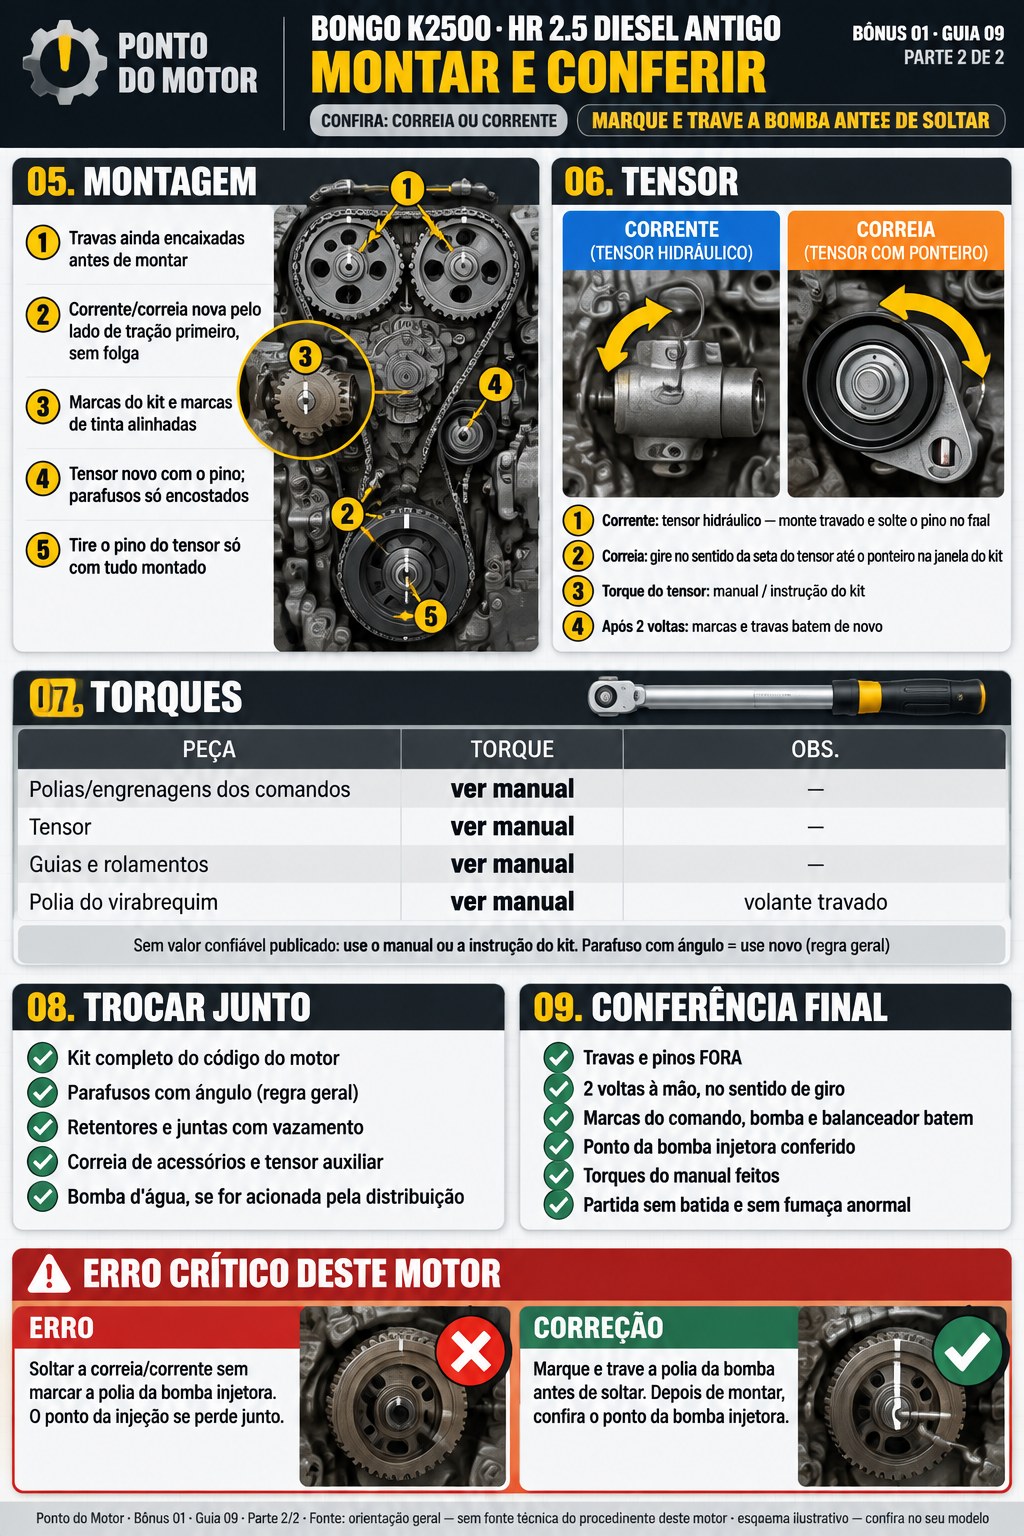 PONTO
DO MOTOR
BONGO K2500 · HR 2.5 DIESEL ANTIGO
MONTAR E CONFERIR
CONFIRA: CORREIA OU CORRENTE
MARQUE E TRAVE A BOMBA ANTEE DE SOLTAR
BÔNUS 01 · GUIA 09
PARTE 2 DE 2
05. MONTAGEM
1 Travas ainda encaixadas
antes de montar
2 Corrente/correia nova pelo
lado de tração primeiro,
sem folga
3 Marcas do kit e marcas
de tinta alinhadas
4 Tensor novo com o pino;
parafusos só encostados
5 Tire o pino do tensor só
com tudo montado
1
3
4
2
5
06. TENSOR
CORRENTE
(TENSOR HIDRÁULICO)
CORREIA
(TENSOR COM PONTEIRO)
1 Corrente: tensor hidráulico — monte travado e solte o pino no fnal
2 Correia: gire no sentido da seta do tensor até o ponteiro na janela do kit
3 Torque do tensor: manual / instrução do kit
4 Após 2 voltas: marcas e travas batem de novo
07. TORQUES
PEÇA TORQUE OBS.
Polias/engrenagens dos comandos ver manual —
Tensor ver manual —
Guias e rolamentos ver manual —
Polia do virabrequim ver manual volante travado
Sem valor confiável publicado: use o manual ou a instrução do kit. Parafuso com ángulo = use novo (regra geral)
08. TROCAR JUNTO
Kit completo do código do motor
Parafusos com ángulo (regra geral)
Retentores e juntas com vazamento
Correia de acessórios e tensor auxiliar
Bomba d'água, se for acionada pela distribuição
09. CONFERÊNCIA FINAL
Travas e pinos FORA
2 voltas à mão, no sentido de giro
Marcas do comando, bomba e balanceador batem
Ponto da bomba injetora conferido
Torques do manual feitos
Partida sem batida e sem fumaça anormal
ERRO CRÍTICO DESTE MOTOR
ERRO
Soltar a correia/corrente sem
marcar a polia da bomba injetora.
O ponto da injeção se perde junto.
CORREÇÃO
Marque e trave a polia da bomba
antes de soltar. Depois de montar,
confira o ponto da bomba injetora.
Ponto do Motor · Bônus 01 · Guia 09 · Parte 2/2 · Fonte: orientação geral — sem fonte técnica do procedimento deste motor · esquema ilustrativo — confira no seu modelo